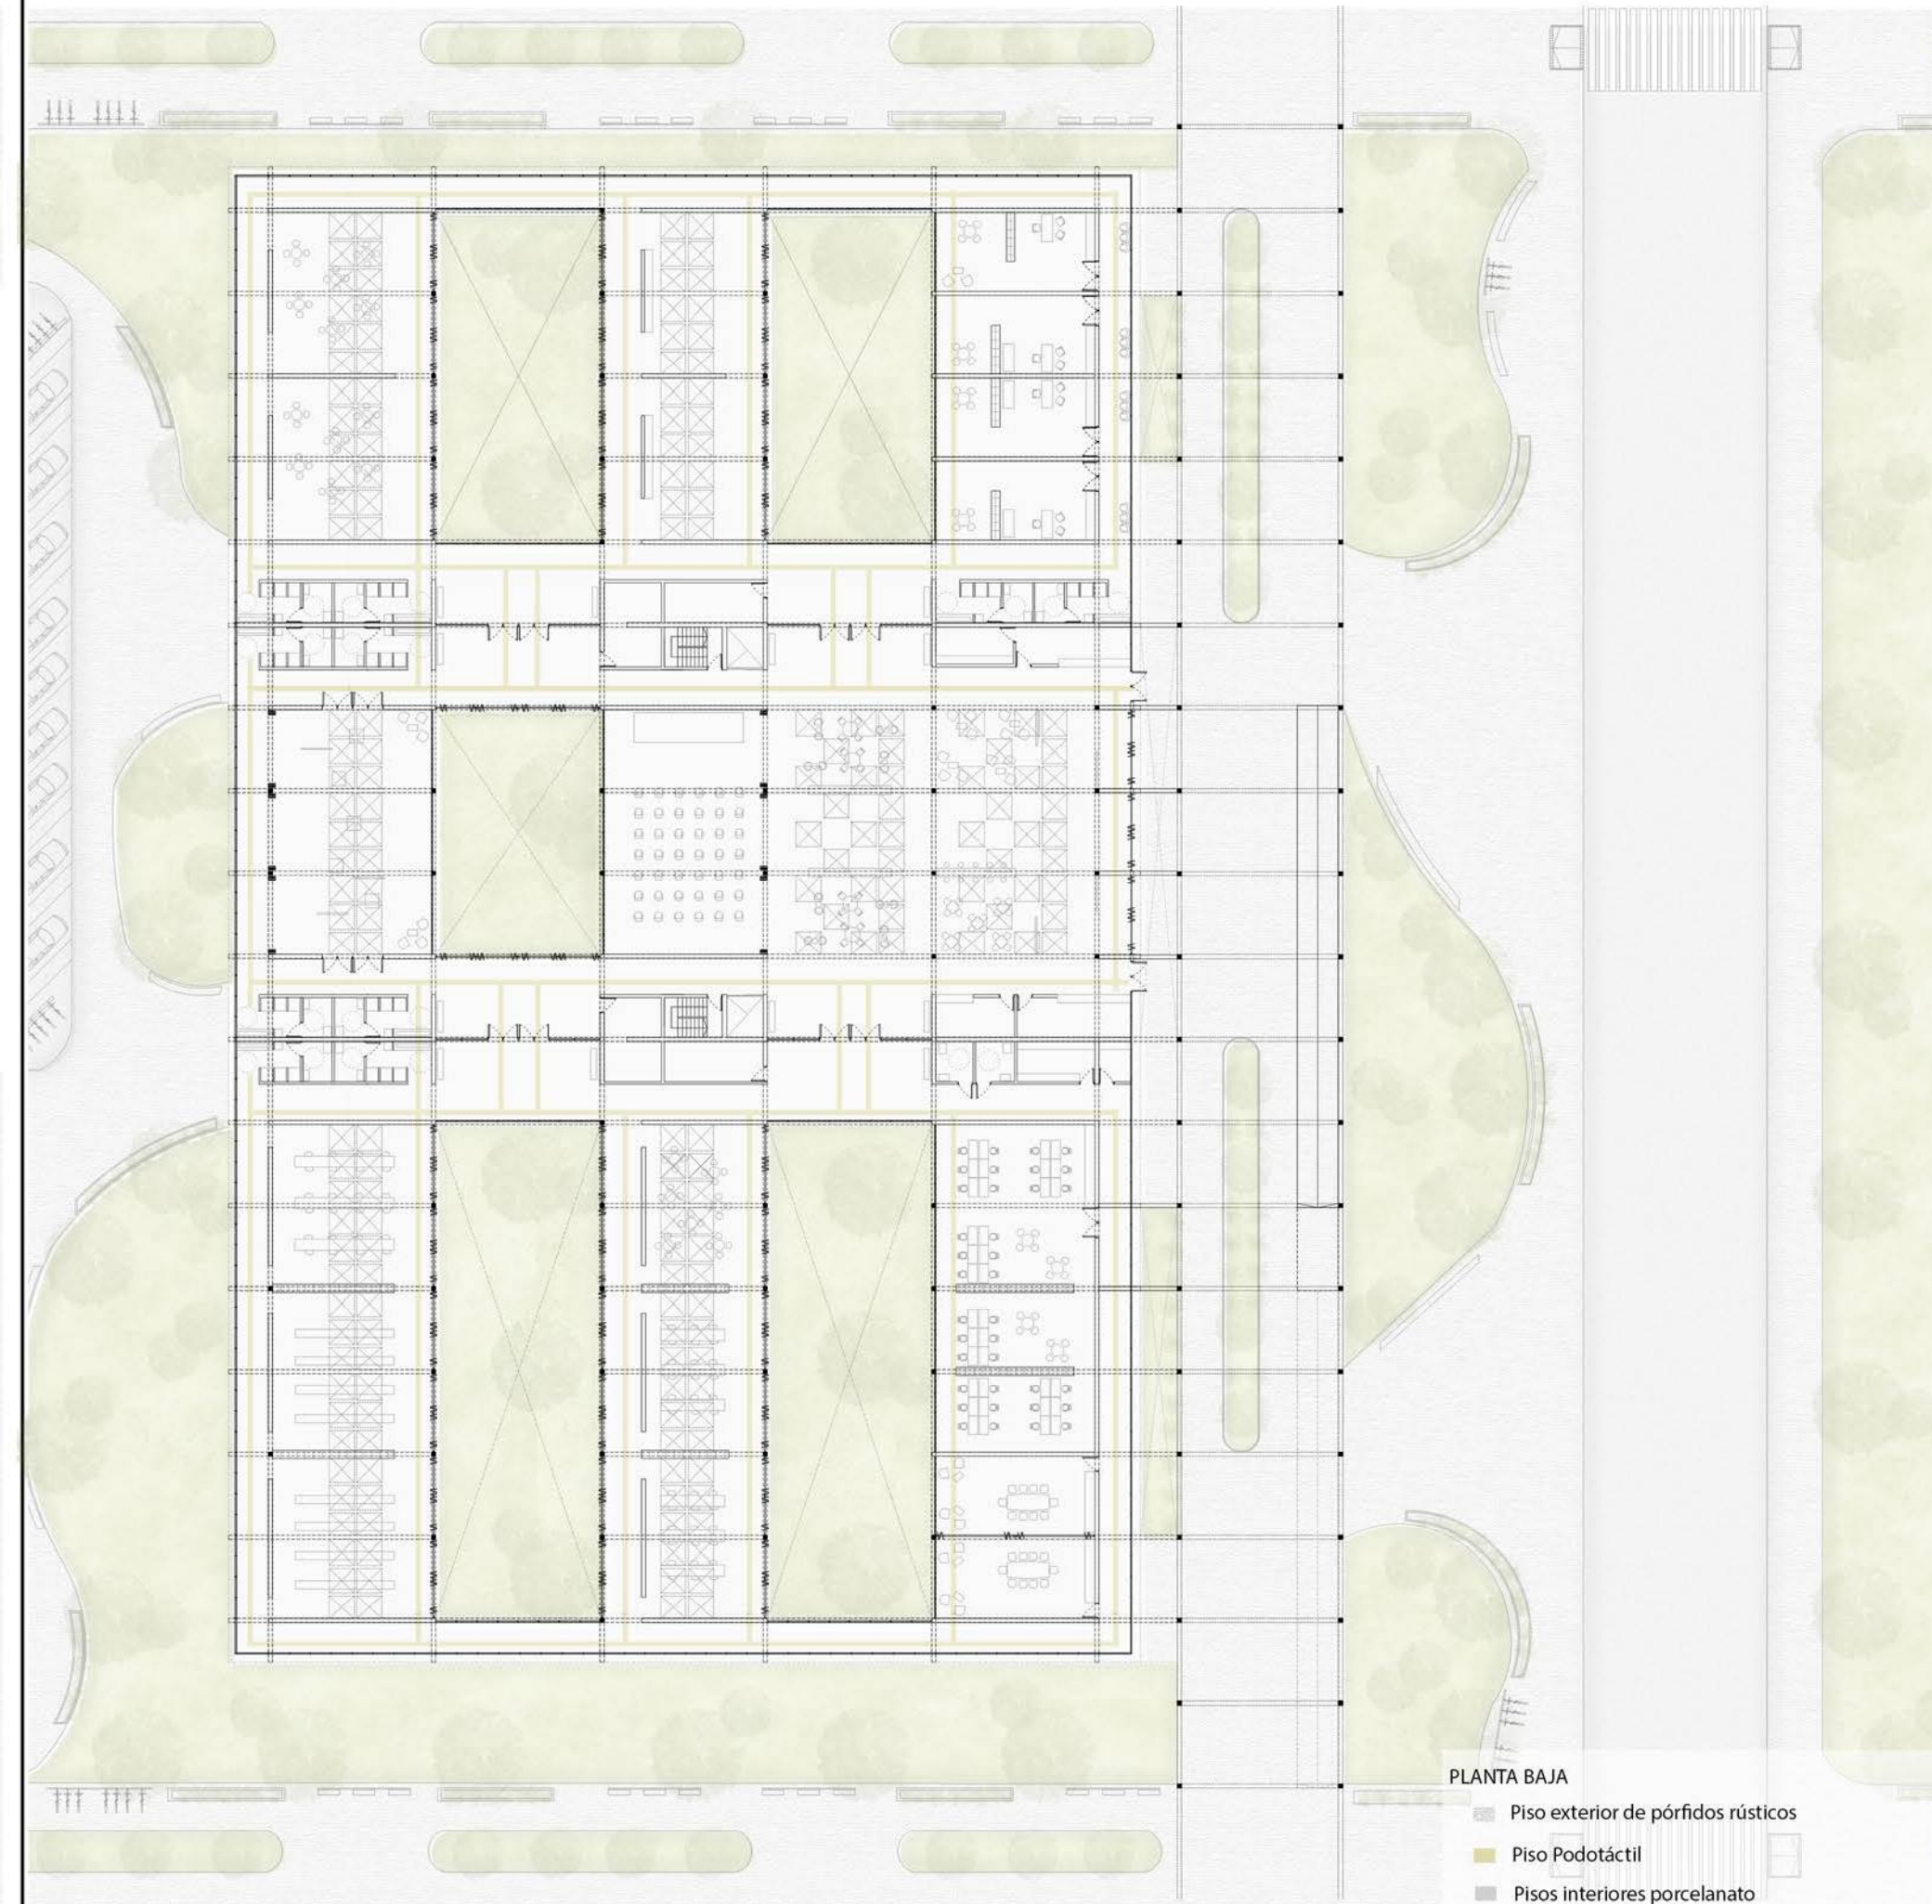 PLANTA BAJA
Piso exterior de pórfidos rústicos
Piso Podotáctil
Pisos interiores porcelanato